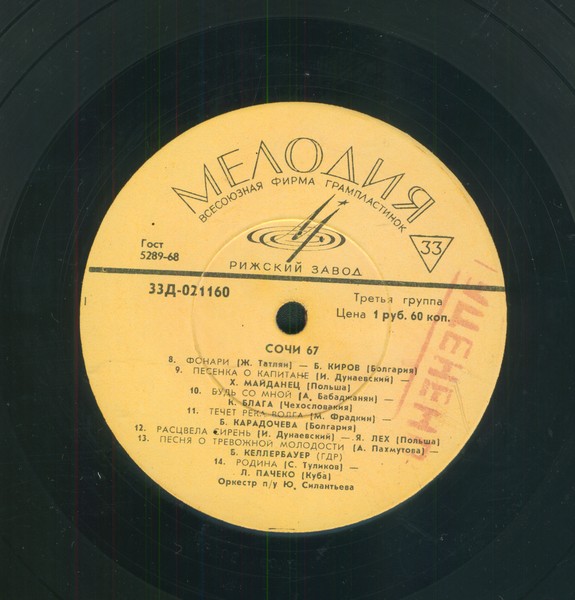 МЕЛОДИЯ
ВСЕСОЮЗНАЯ ФИРМА ГРАМПЛАСТИНОК
33
Гост
5289-68
РИЖСКИЙ ЗАВОД
33Д-021160
Третья группа
Цена 1 руб. 60 коп.
СОЧИ 67
8. ФОНАРИ (Ж. Татлян) — Б. КИРОВ (Болгария)
9. ПЕСЕНКА О КАПИТАНЕ (И. Дунаевский) —
Х. МАЙДАНЕЦ (Польша)
10. БУДЬ СО МНОЙ (А. Бабаджанян) —
К. БЛАГА (Чехословакия)
11. ТЕЧЕТ РЕКА ВОЛГА (М. Фрадкин) —
Б. КАРАДОЧЕВА (Болгария)
12. РАСЦВЕЛА СИРЕНЬ (И. Дунаевский) — Я. ЛЕХ (Польша)
13. ПЕСНЯ О ТРЕВОЖНОЙ МОЛОДОСТИ (А. Пахмутова) —
Б. КЕЛЛЕРБАУЕР (ГДР)
14. РОДИНА (С. Туликов) —
Л. ПАЧЕКО (Куба)
Оркестр п/у Ю. Силантьева